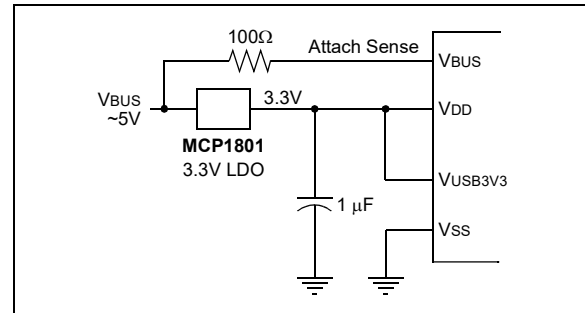 100Ω
Attach Sense
VBUS
VBUS
~5V
3.3V
VDD
MCP1801
3.3V LDO
VUSB3V3
1 μF
VSS